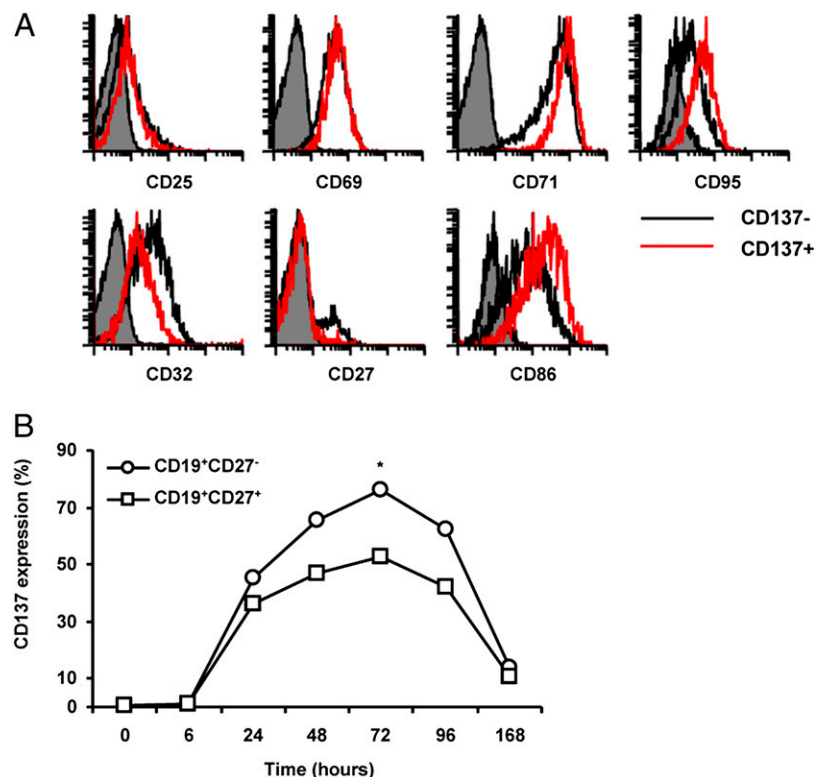 A
CD25 CD69 CD71 CD95
CD137-
CD137+
CD32 CD27 CD86
B
CD19⁺CD27⁻
CD19⁺CD27⁺
*
CD137 expression (%)
90
70
50
30
10
0
0 6 24 48 72 96 168
Time (hours)